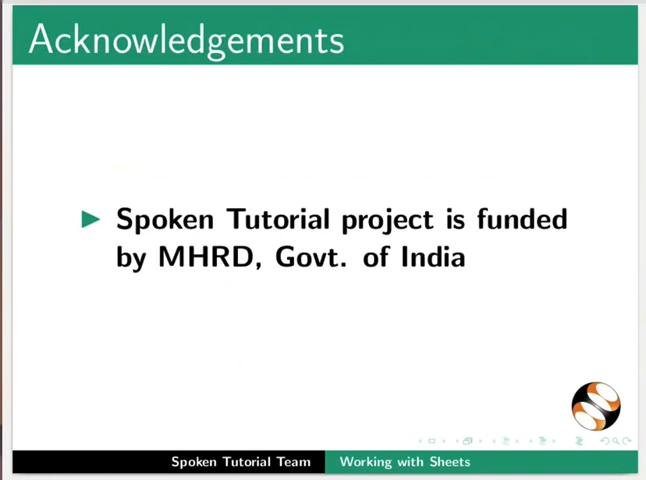 Acknowledgements
Spoken Tutorial project is funded
by MHRD, Govt. of India
Spoken Tutorial Team
Working with Sheets